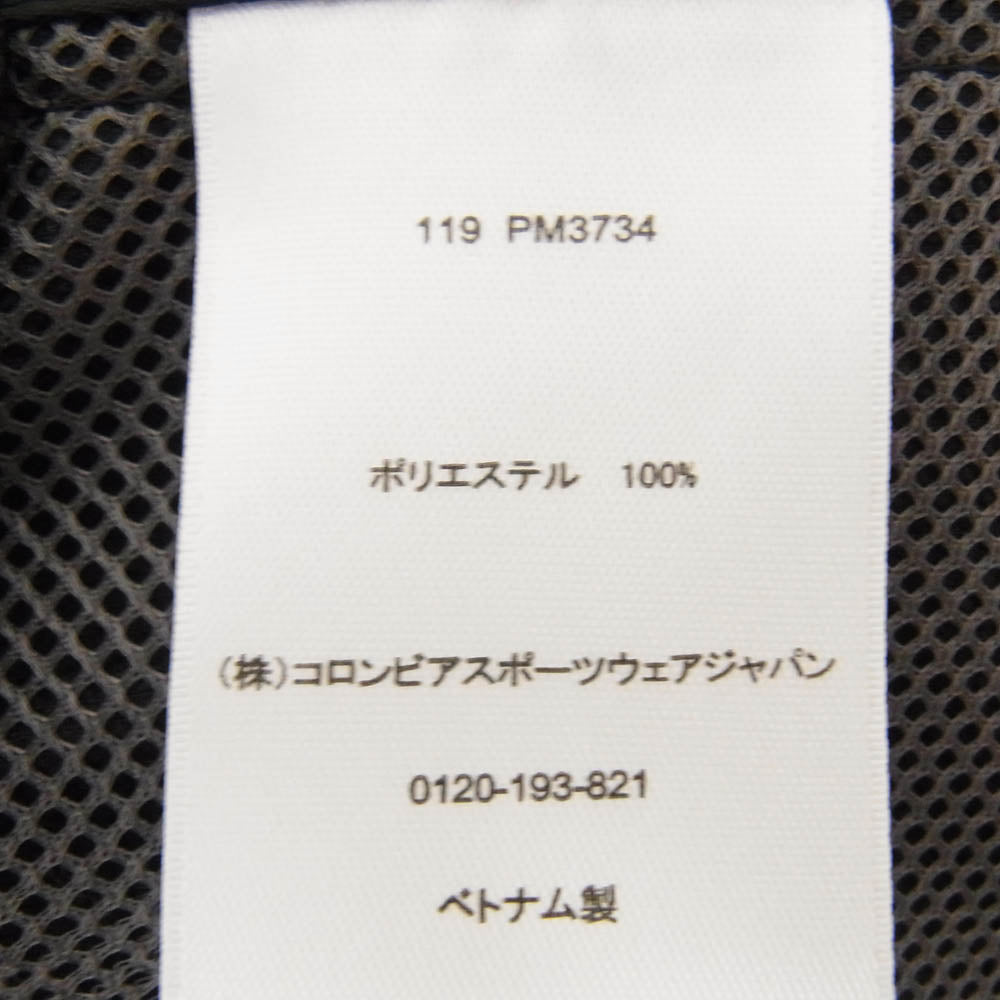 119 PM3734
ポリエステル 100%
(株)コロンビアスポーツウェアジャパン
0120-193-821
ベトナム製